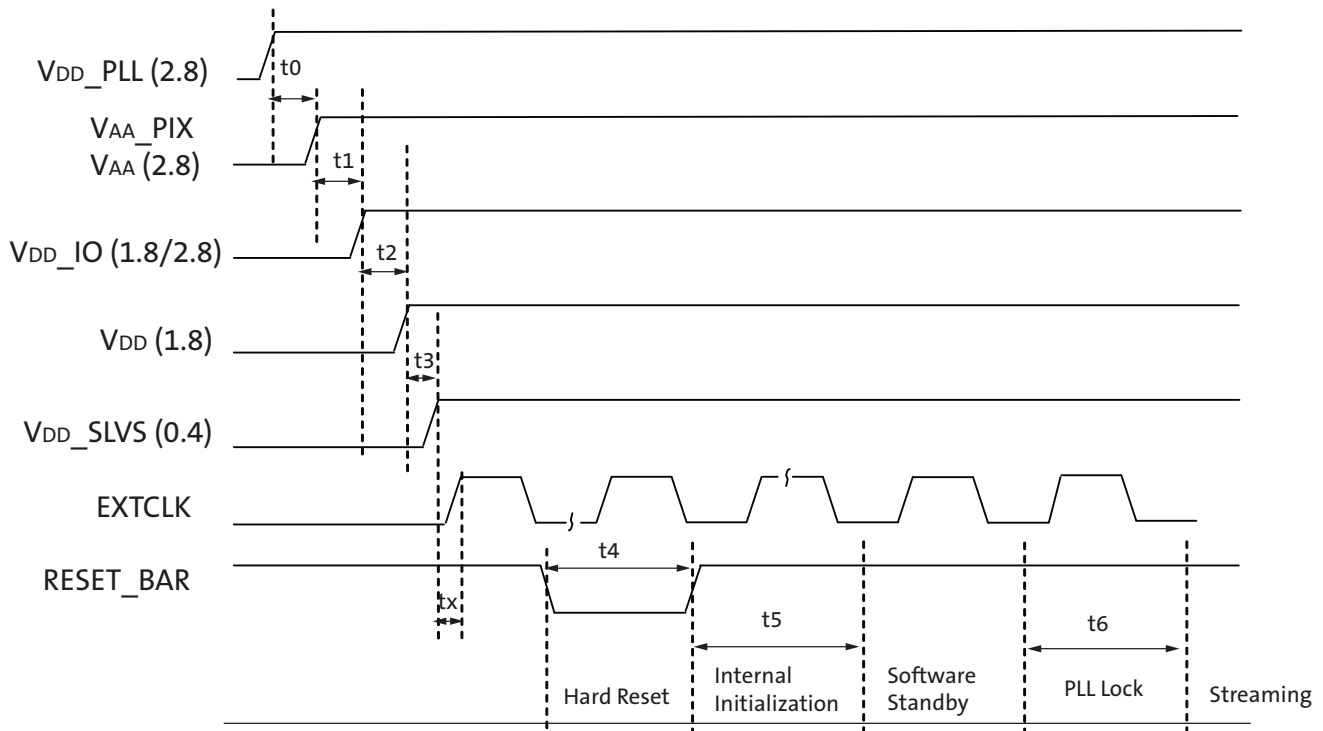 VDD_PLL (2.8)
t0
VAA_PIX
VAA (2.8)
t1
VDD_IO (1.8/2.8)
t2
VDD (1.8)
t3
VDD_SLVS (0.4)
EXTCLK
t4
RESET_BAR
tx
t5
t6
Hard Reset
Internal
Initialization
Software
Standby
PLL Lock
Streaming